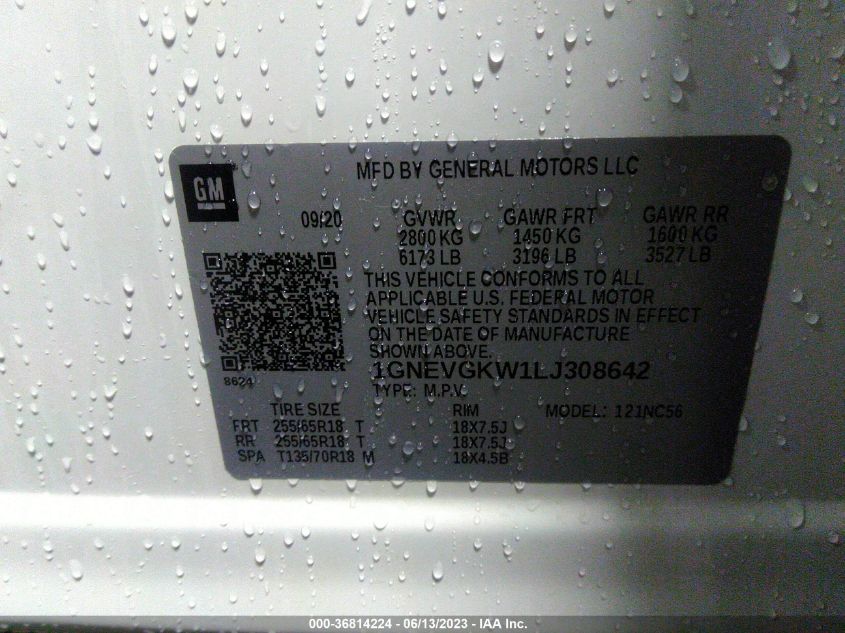 GM
MFD BY GENERAL MOTORS LLC
09/20 GVWR GAWR FRT GAWR RR
2800 KG 1450 KG 1600 KG
6173 LB 3196 LB 3527 LB
THIS VEHICLE CONFORMS TO ALL
APPLICABLE U.S. FEDERAL MOTOR
VEHICLE SAFETY STANDARDS IN EFFECT
ON THE DATE OF MANUFACTURE
SHOWN ABOVE.
1GNEVGKW1LJ308642
8624
TYPE: M.P.V.
TIRE SIZE RIM MODEL: 121NC56
FRT 255/65R18 T 18X7.5J
RR 255/65R18 T 18X7.5J
SPA T135/70R18 M 18X4.5B
000-36814224 - 06/13/2023 - IAA Inc.